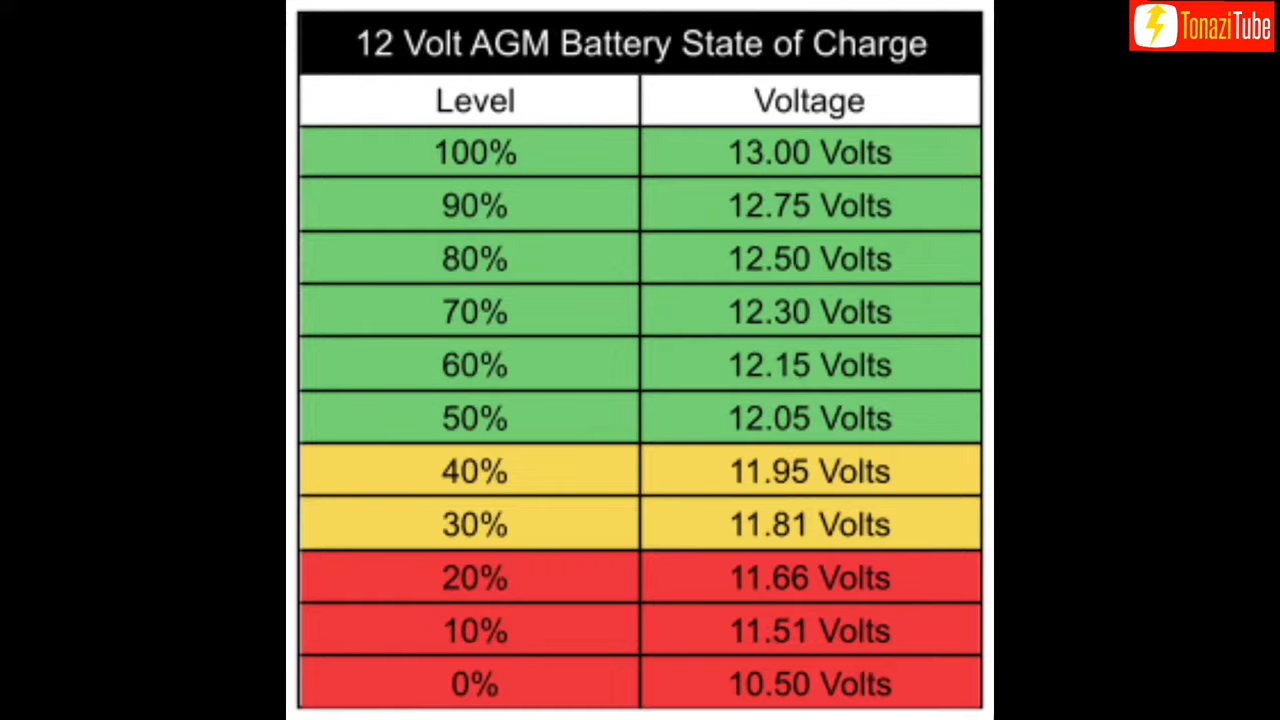 TonaziTube
12 Volt AGM Battery State of Charge
Level Voltage
100% 13.00 Volts
90% 12.75 Volts
80% 12.50 Volts
70% 12.30 Volts
60% 12.15 Volts
50% 12.05 Volts
40% 11.95 Volts
30% 11.81 Volts
20% 11.66 Volts
10% 11.51 Volts
0% 10.50 Volts